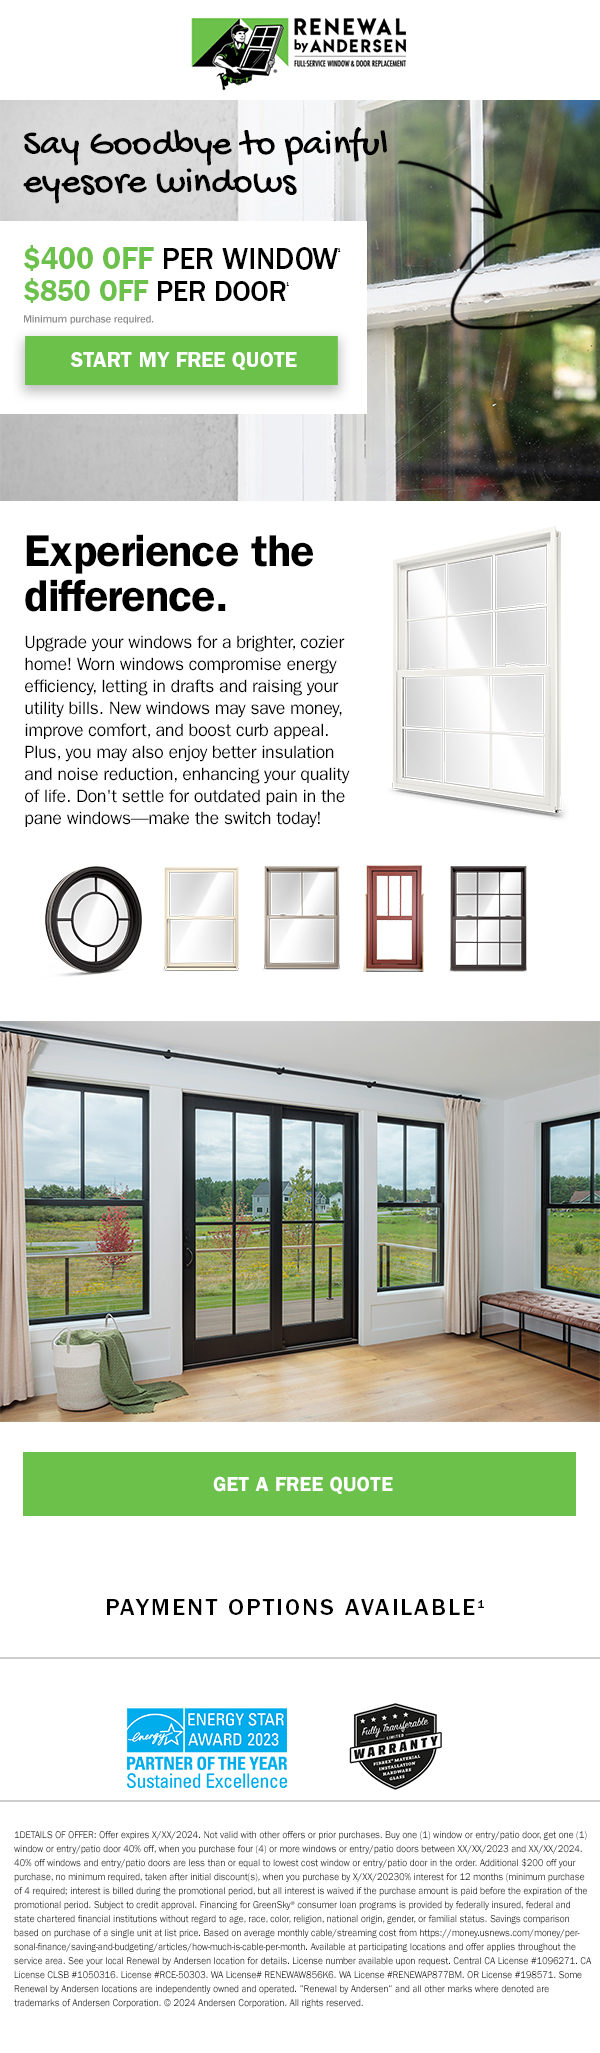 RENEWAL
by ANDERSEN
FULL-SERVICE WINDOW & DOOR REPLACEMENT
Say Goodbye to painful
eyesore windows
$400 OFF PER WINDOW¹
$850 OFF PER DOOR¹
Minimum purchase required.
START MY FREE QUOTE
Experience the
difference.
Upgrade your windows for a brighter, cozier
home! Worn windows compromise energy
efficiency, letting in drafts and raising your
utility bills. New windows may save money,
improve comfort, and boost curb appeal.
Plus, you may also enjoy better insulation
and noise reduction, enhancing your quality
of life. Don't settle for outdated pain in the
pane windows—make the switch today!
GET A FREE QUOTE
PAYMENT OPTIONS AVAILABLE¹
energy
ENERGY STAR
AWARD 2023
PARTNER OF THE YEAR
Sustained Excellence
Fully Transferable
LIMITED
WARRANTY
FIBREX® MATERIAL
INSTALLATION
HARDWARE
GLASS
1DETAILS OF OFFER: Offer expires X/XX/2024. Not valid with other offers or prior purchases. Buy one (1) window or entry/patio door, get one (1)
window or entry/patio door 40% off, when you purchase four (4) or more windows or entry/patio doors between XX/XX/2023 and XX/XX/2024.
40% off windows and entry/patio doors are less than or equal to lowest cost window or entry/patio door in the order. Additional $200 off your
purchase, no minimum required, taken after initial discount(s), when you purchase by X/XX/20230% interest for 12 months (minimum purchase
of 4 required; interest is billed during the promotional period, but all interest is waived if the purchase amount is paid before the expiration of the
promotional period. Subject to credit approval. Financing for GreenSky® consumer loan programs is provided by federally insured, federal and
state chartered financial institutions without regard to age, race, color, religion, national origin, gender, or familial status. Savings comparison
based on purchase of a single unit at list price. Based on average monthly cable/streaming cost from https://money.usnews.com/money/per-
sonal-finance/saving-and-budgeting/articles/how-much-is-cable-per-month. Available at participating locations and offer applies throughout the
service area. See your local Renewal by Andersen location for details. License number available upon request. Central CA License #1096271. CA
License CLSB #1050316. License #RCE-50303. WA License# RENEWAW856K6. WA License #RENEWAP877BM. OR License #198571. Some
Renewal by Andersen locations are independently owned and operated. "Renewal by Andersen" and all other marks where denoted are
trademarks of Andersen Corporation. © 2024 Andersen Corporation. All rights reserved.